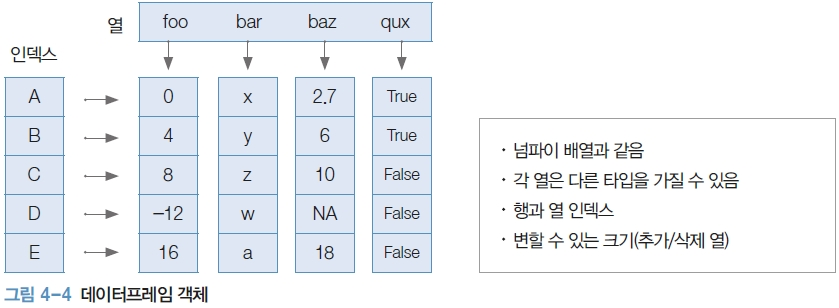 열 foo bar baz qux
인덱스
A 0 x 2.7 True
B 4 y 6 True
C 8 z 10 False
D -12 w NA False
E 16 a 18 False
· 넘파이 배열과 같음
· 각 열은 다른 타입을 가질 수 있음
· 행과 열 인덱스
· 변할 수 있는 크기(추가/삭제 열)
그림 4-4 데이터프레임 객체